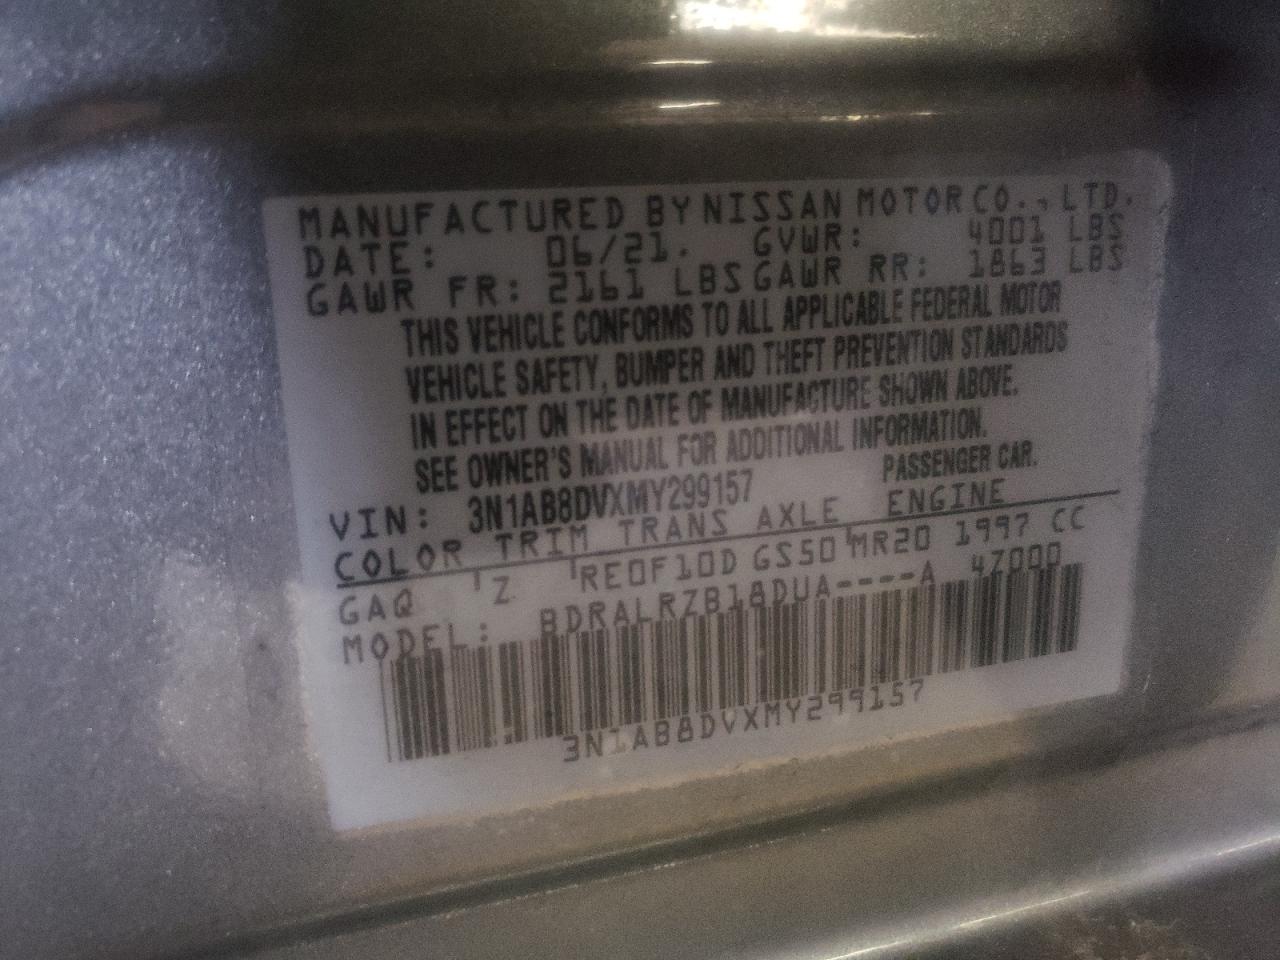 MANUFACTURED BY NISSAN MOTOR CO., LTD.
DATE: 06/21. GVWR: 4001 LBS
GAWR FR: 2161 LBS GAWR RR: 1863 LBS
THIS VEHICLE CONFORMS TO ALL APPLICABLE FEDERAL MOTOR
VEHICLE SAFETY, BUMPER AND THEFT PREVENTION STANDARDS
IN EFFECT ON THE DATE OF MANUFACTURE SHOWN ABOVE.
SEE OWNER'S MANUAL FOR ADDITIONAL INFORMATION.
VIN: 3N1AB8DVXMY299157 PASSENGER CAR.
COLOR TRIM TRANS AXLE ENGINE
GAQ Z RE0F10D GS50 MR20 1997 CC
MODEL: BDRALRZB18DUA----A 4Z000
3N1AB8DVXMY299157